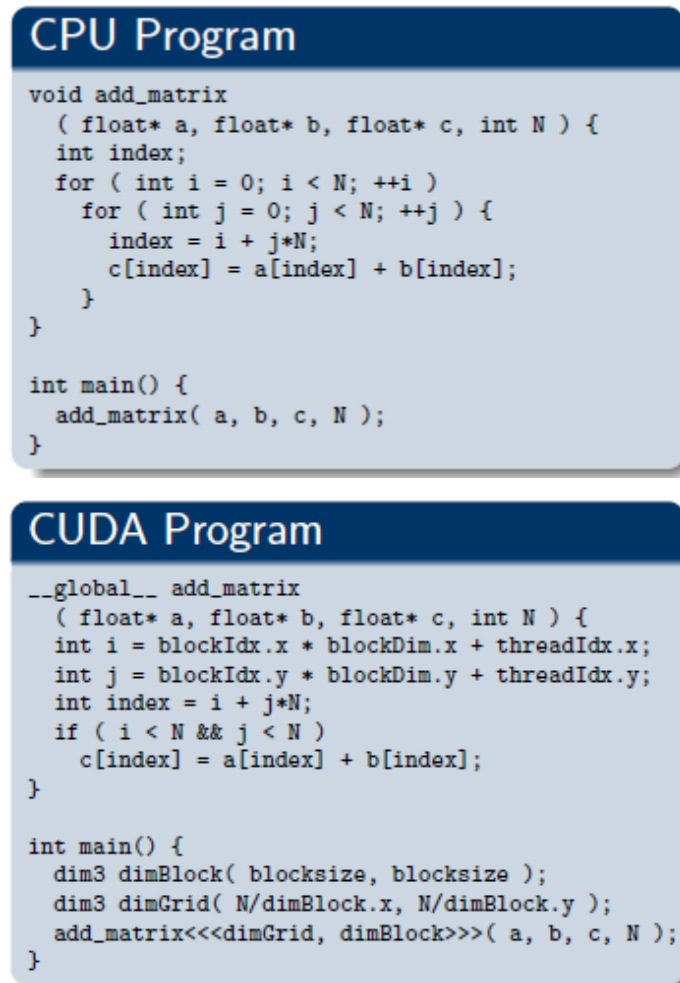 CPU Program
void add_matrix
( float* a, float* b, float* c, int N ) {
int index;
for ( int i = 0; i < N; ++i )
for ( int j = 0; j < N; ++j ) {
index = i + j*N;
c[index] = a[index] + b[index];
}
}
int main() {
add_matrix( a, b, c, N );
}
CUDA Program
__global__ add_matrix
( float* a, float* b, float* c, int N ) {
int i = blockIdx.x * blockDim.x + threadIdx.x;
int j = blockIdx.y * blockDim.y + threadIdx.y;
int index = i + j*N;
if ( i < N && j < N )
c[index] = a[index] + b[index];
}
int main() {
dim3 dimBlock( blocksize, blocksize );
dim3 dimGrid( N/dimBlock.x, N/dimBlock.y );
add_matrix<<<dimGrid, dimBlock>>>( a, b, c, N );
}